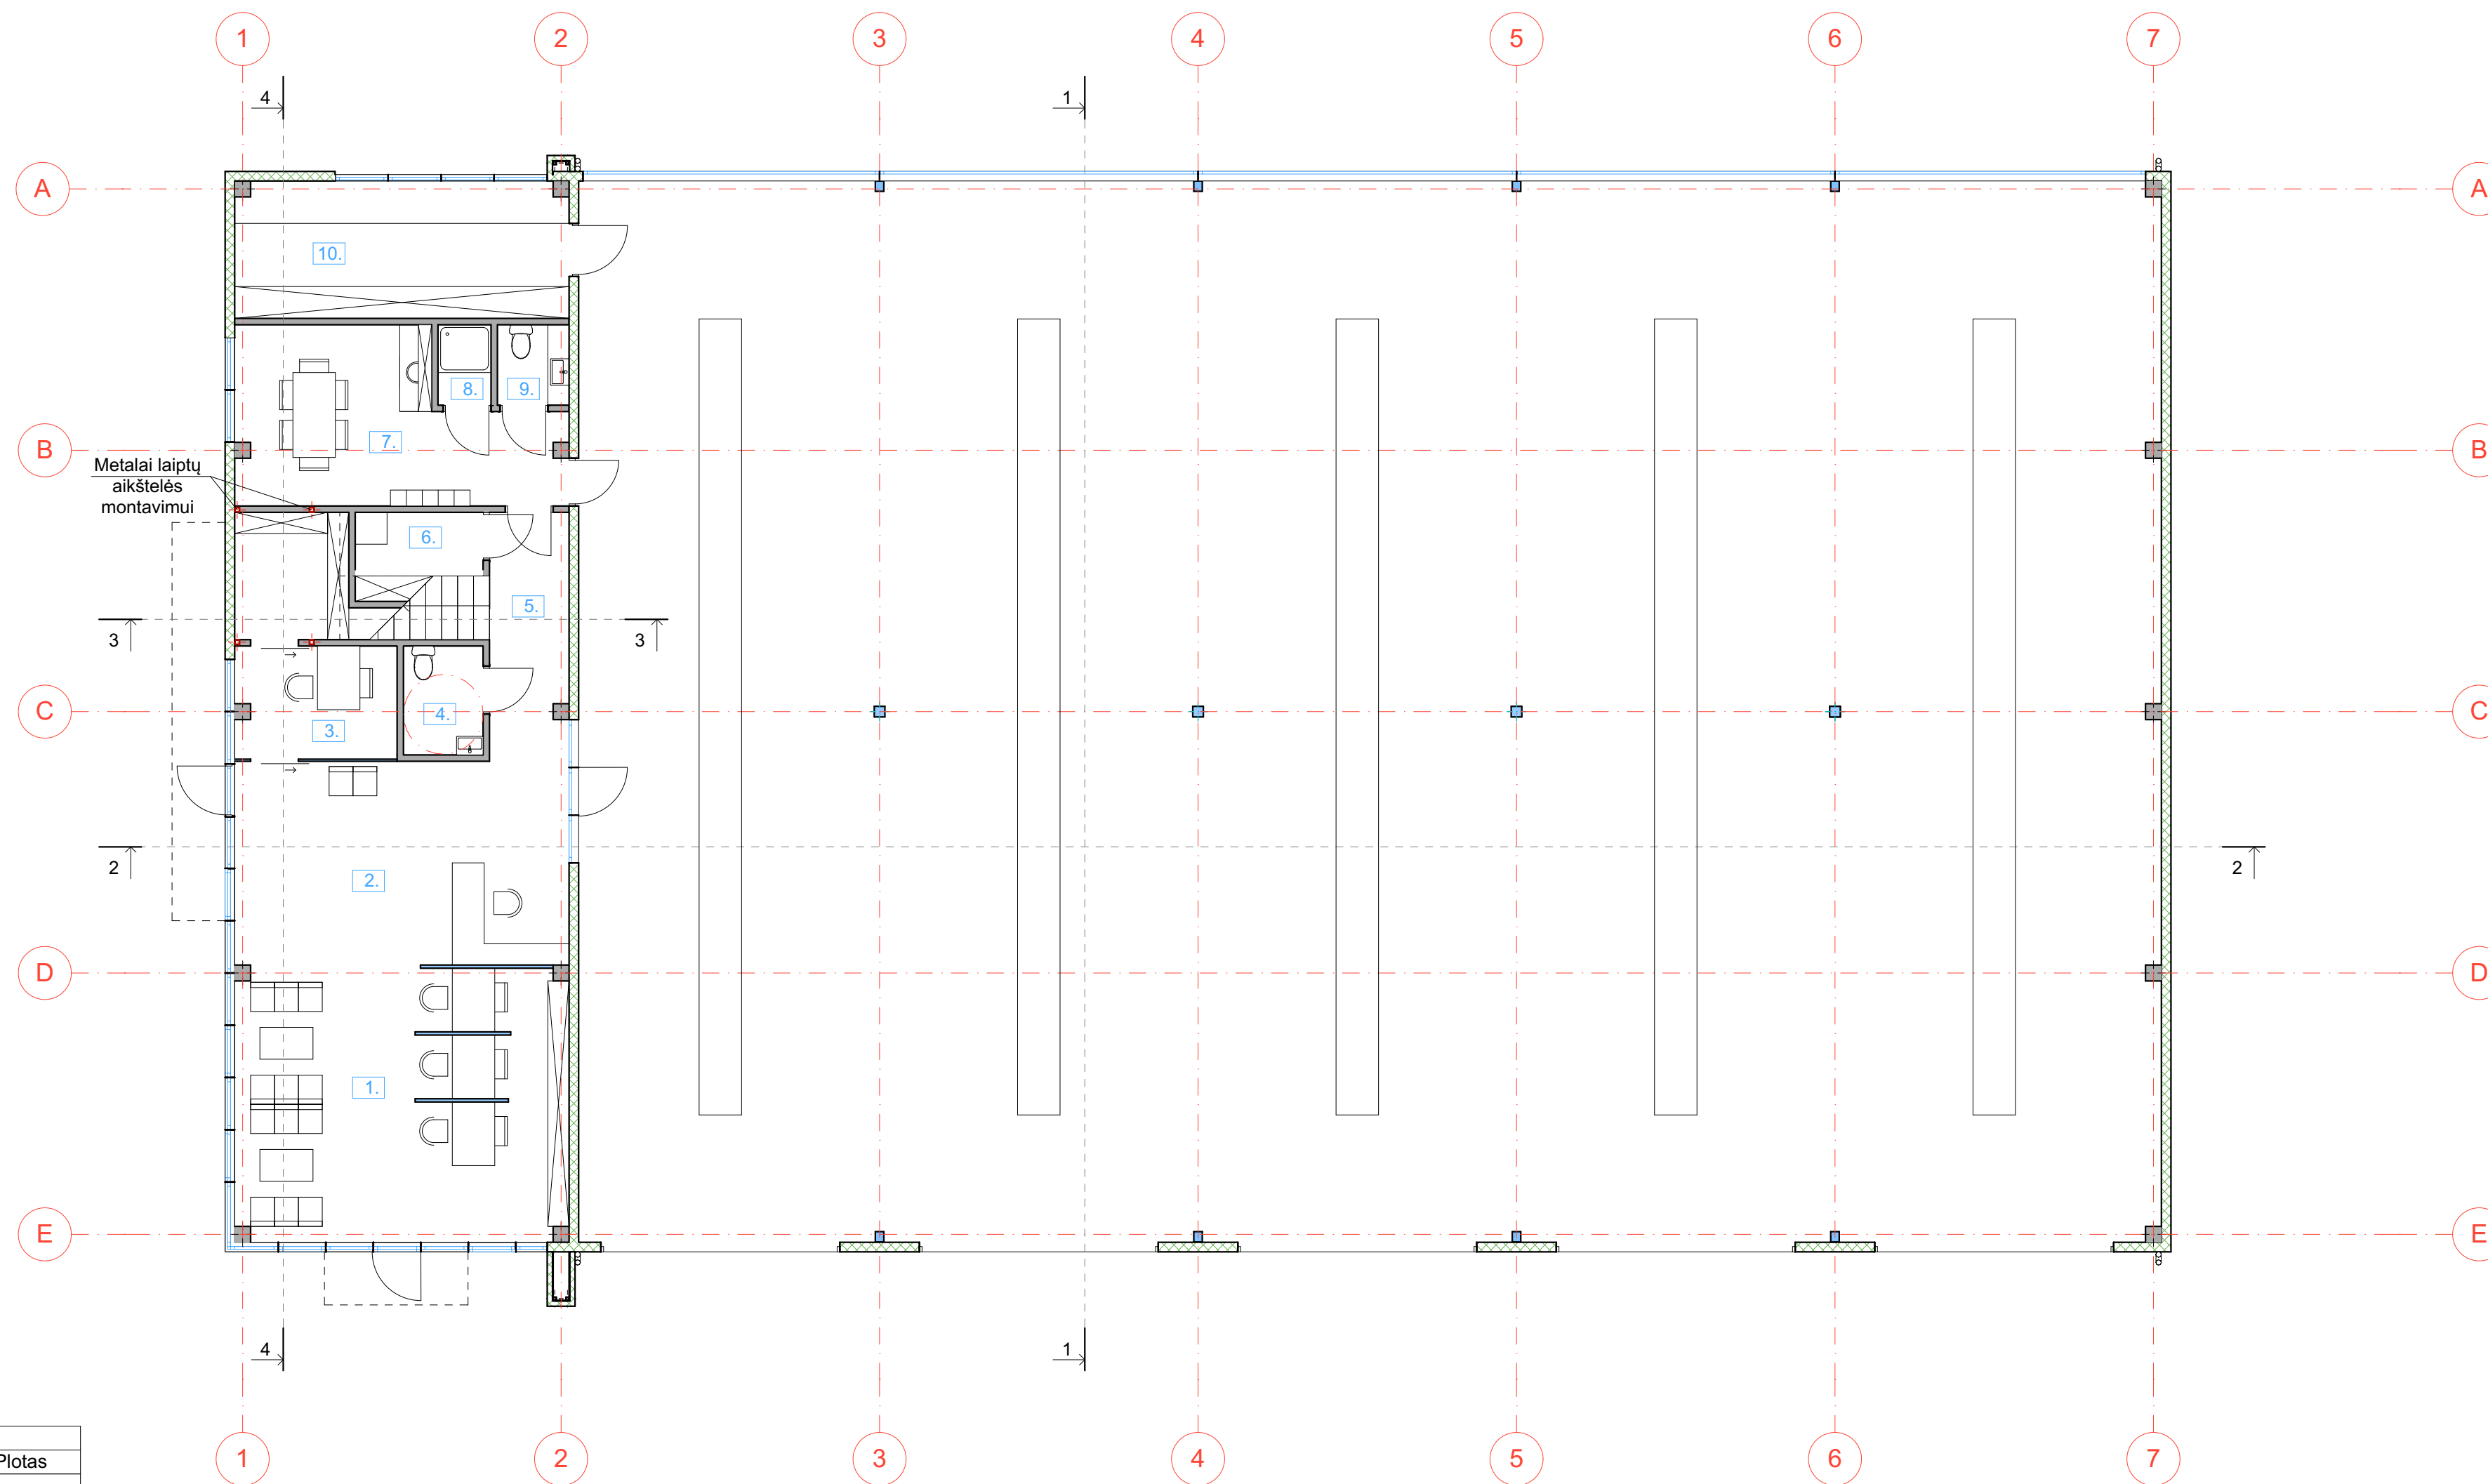 1 2 3 4 5 6 7
4 1
A A
10.
8. 9.
7.
B B
Metalai laiptų
aikštelės
montavimui
6.
5.
3 3
4.
C C
3.
2 2
2.
D D
1.
E E
4 1
1 2 3 4 5 6 7
Plotas